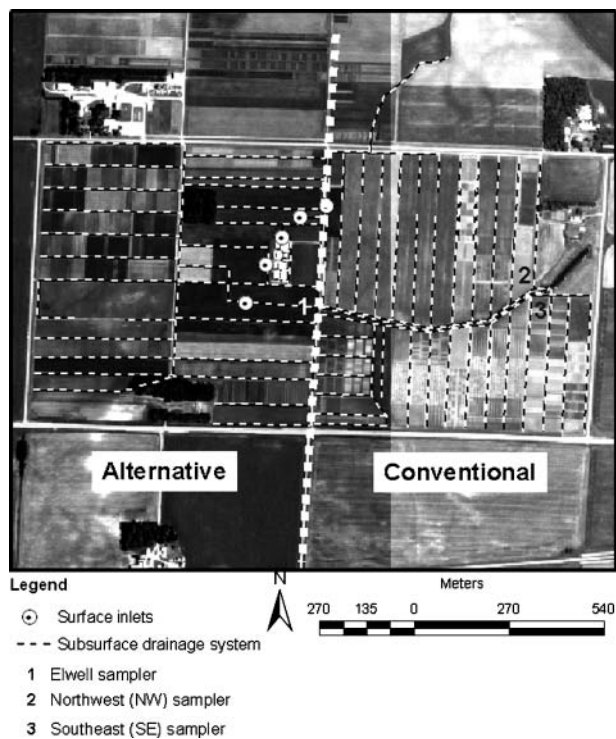 1
2
3
Alternative
Conventional
Legend
Surface inlets
Subsurface drainage system
1 Elwell sampler
2 Northwest (NW) sampler
3 Southeast (SE) sampler
N
Meters
270 135 0 270 540